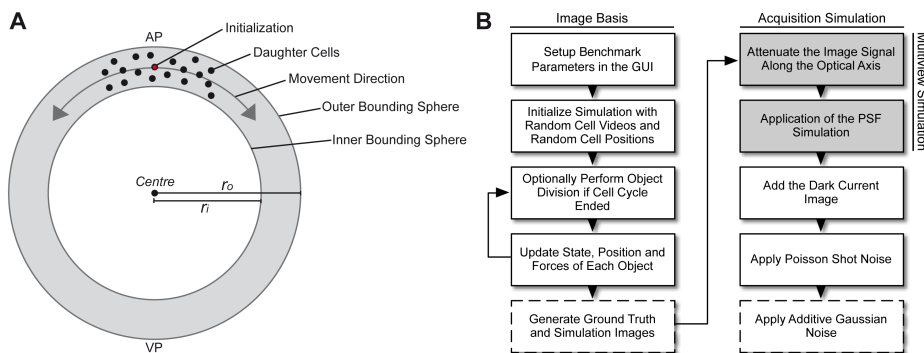 A
AP
Initialization
Daughter Cells
Movement Direction
Outer Bounding Sphere
Inner Bounding Sphere
Centre
ro
ri
VP
B
Image Basis
Setup Benchmark
Parameters in the GUI
Initialize Simulation with
Random Cell Videos and
Random Cell Positions
Optionally Perform Object
Division if Cell Cycle
Ended
Update State, Position and
Forces of Each Object
Generate Ground Truth
and Simulation Images
Acquisition Simulation
Attenuate the Image Signal
Along the Optical Axis
Application of the PSF
Simulation
Add the Dark Current
Image
Apply Poisson Shot Noise
Apply Additive Gaussian
Noise
Multiview Simulation